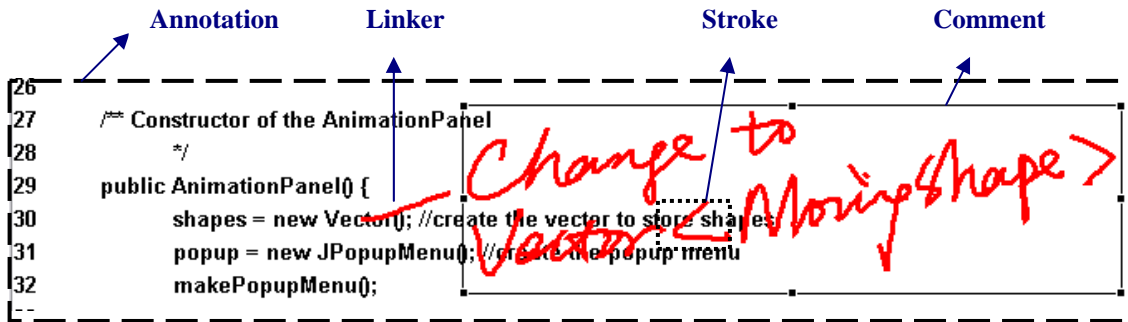 Annotation Linker Stroke Comment
26
27 /** Constructor of the AnimationPanel
28 */
29 public AnimationPanel() {
30 shapes = new Vector(); //create the vector to store shapes
31 popup = new JPopupMenu(); //create the popup menu
32 makePopupMenu();
Change to
Vector < Movingshape >